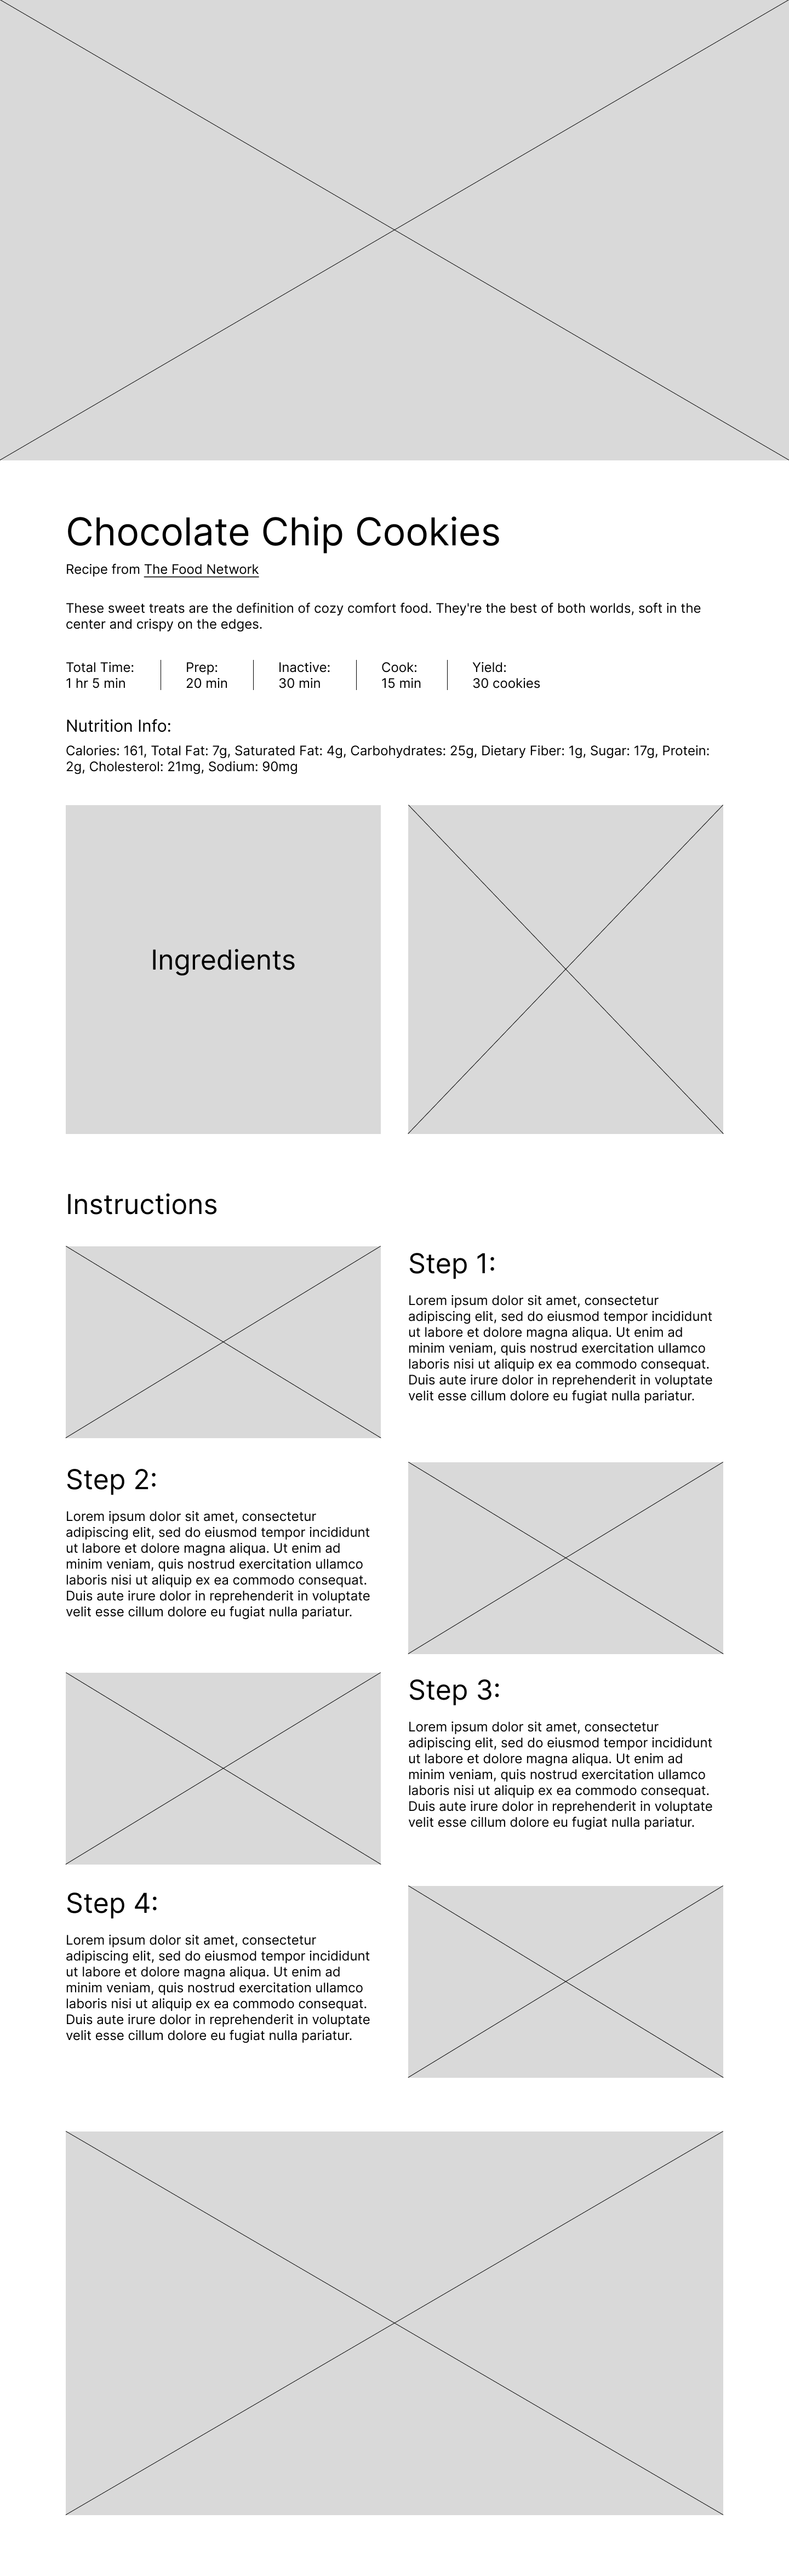 Chocolate Chip Cookies
Recipe from The Food Network
These sweet treats are the definition of cozy comfort food. They're the best of both worlds, soft in the
center and crispy on the edges.
Total Time:
1 hr 5 min
Prep:
20 min
Inactive:
30 min
Cook:
15 min
Yield:
30 cookies
Nutrition Info:
Calories: 161, Total Fat: 7g, Saturated Fat: 4g, Carbohydrates: 25g, Dietary Fiber: 1g, Sugar: 17g, Protein:
2g, Cholesterol: 21mg, Sodium: 90mg
Ingredients
Instructions
Step 1:
Lorem ipsum dolor sit amet, consectetur
adipiscing elit, sed do eiusmod tempor incididunt
ut labore et dolore magna aliqua. Ut enim ad
minim veniam, quis nostrud exercitation ullamco
laboris nisi ut aliquip ex ea commodo consequat.
Duis aute irure dolor in reprehenderit in voluptate
velit esse cillum dolore eu fugiat nulla pariatur.
Step 2:
Lorem ipsum dolor sit amet, consectetur
adipiscing elit, sed do eiusmod tempor incididunt
ut labore et dolore magna aliqua. Ut enim ad
minim veniam, quis nostrud exercitation ullamco
laboris nisi ut aliquip ex ea commodo consequat.
Duis aute irure dolor in reprehenderit in voluptate
velit esse cillum dolore eu fugiat nulla pariatur.
Step 3:
Lorem ipsum dolor sit amet, consectetur
adipiscing elit, sed do eiusmod tempor incididunt
ut labore et dolore magna aliqua. Ut enim ad
minim veniam, quis nostrud exercitation ullamco
laboris nisi ut aliquip ex ea commodo consequat.
Duis aute irure dolor in reprehenderit in voluptate
velit esse cillum dolore eu fugiat nulla pariatur.
Step 4:
Lorem ipsum dolor sit amet, consectetur
adipiscing elit, sed do eiusmod tempor incididunt
ut labore et dolore magna aliqua. Ut enim ad
minim veniam, quis nostrud exercitation ullamco
laboris nisi ut aliquip ex ea commodo consequat.
Duis aute irure dolor in reprehenderit in voluptate
velit esse cillum dolore eu fugiat nulla pariatur.